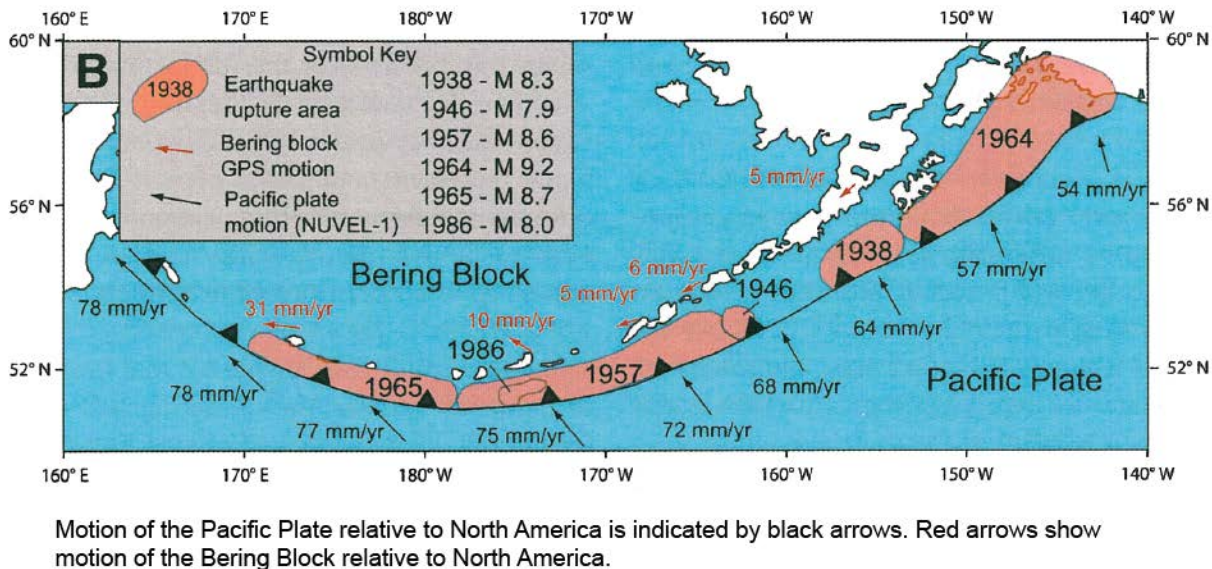 160° E 170° E 180° W 170° W 160° W 150° W 140° W
60° N
60° N
B
Symbol Key
1938
Earthquake rupture area
Bering block GPS motion
Pacific plate motion (NUVEL-1)
1938 - M 8.3
1946 - M 7.9
1957 - M 8.6
1964 - M 9.2
1965 - M 8.7
1986 - M 8.0
56° N
56° N
52° N
52° N
Bering Block
Pacific Plate
1964
1938
1946
1957
1986
1965
5 mm/yr
6 mm/yr
5 mm/yr
10 mm/yr
31 mm/yr
54 mm/yr
57 mm/yr
64 mm/yr
68 mm/yr
72 mm/yr
75 mm/yr
77 mm/yr
78 mm/yr
78 mm/yr
160° E 170° E 180° W 170° W 160° W 150° W 140° W
Motion of the Pacific Plate relative to North America is indicated by black arrows. Red arrows show
motion of the Bering Block relative to North America.